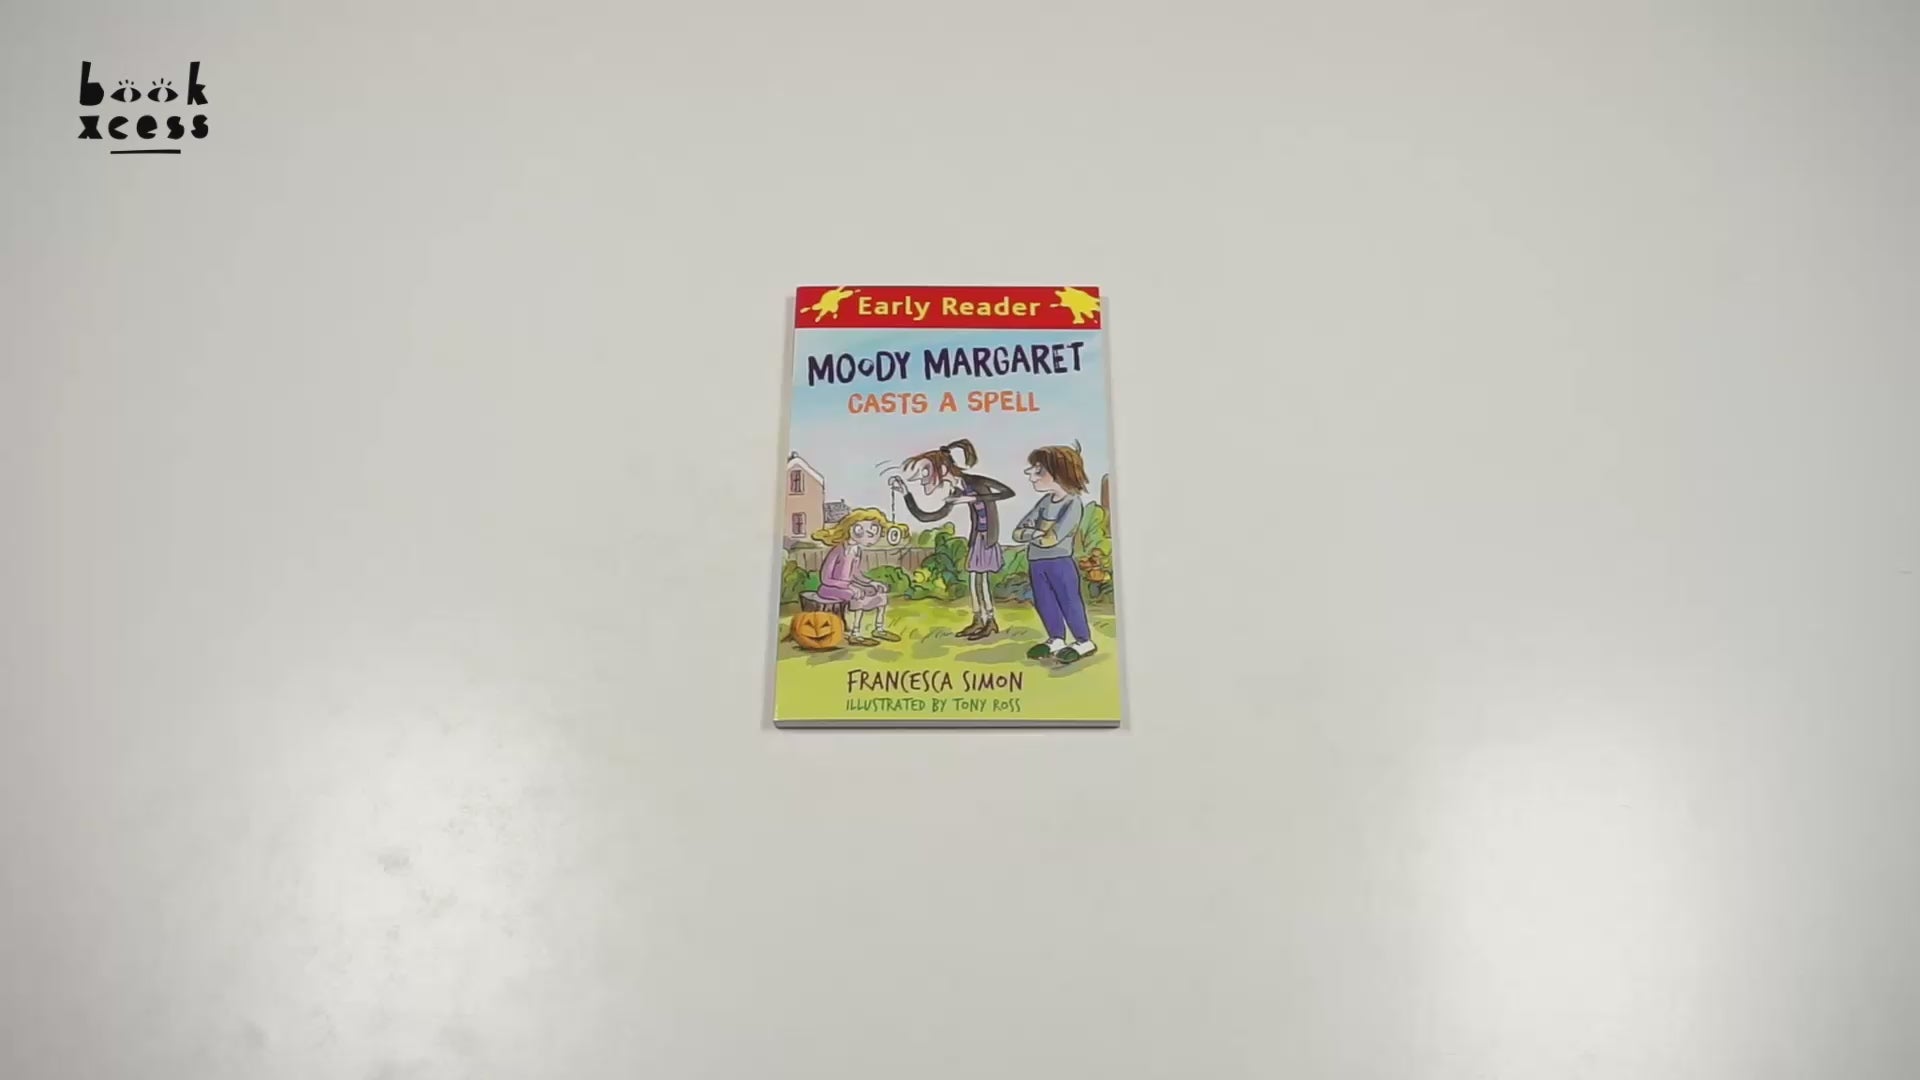 book
xcess
Early Reader
MOODY MARGARET
CASTS A SPELL
FRANCESCA SIMON
ILLUSTRATED BY TONY ROSS